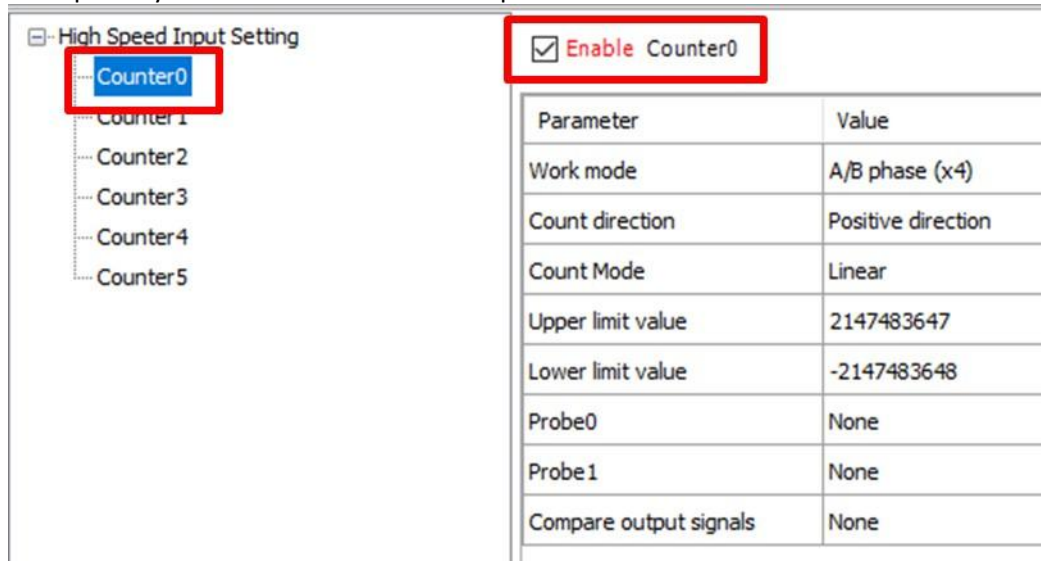 High Speed Input Setting
Counter0
Counter1
Counter2
Counter3
Counter4
Counter5
Enable Counter0
Parameter Value
Work mode A/B phase (x4)
Count direction Positive direction
Count Mode Linear
Upper limit value 2147483647
Lower limit value -2147483648
Probe0 None
Probe1 None
Compare output signals None